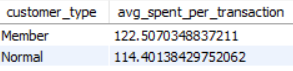 customer_type avg_spent_per_transaction
Member 122.5070348837211
Normal 114.40138429752062